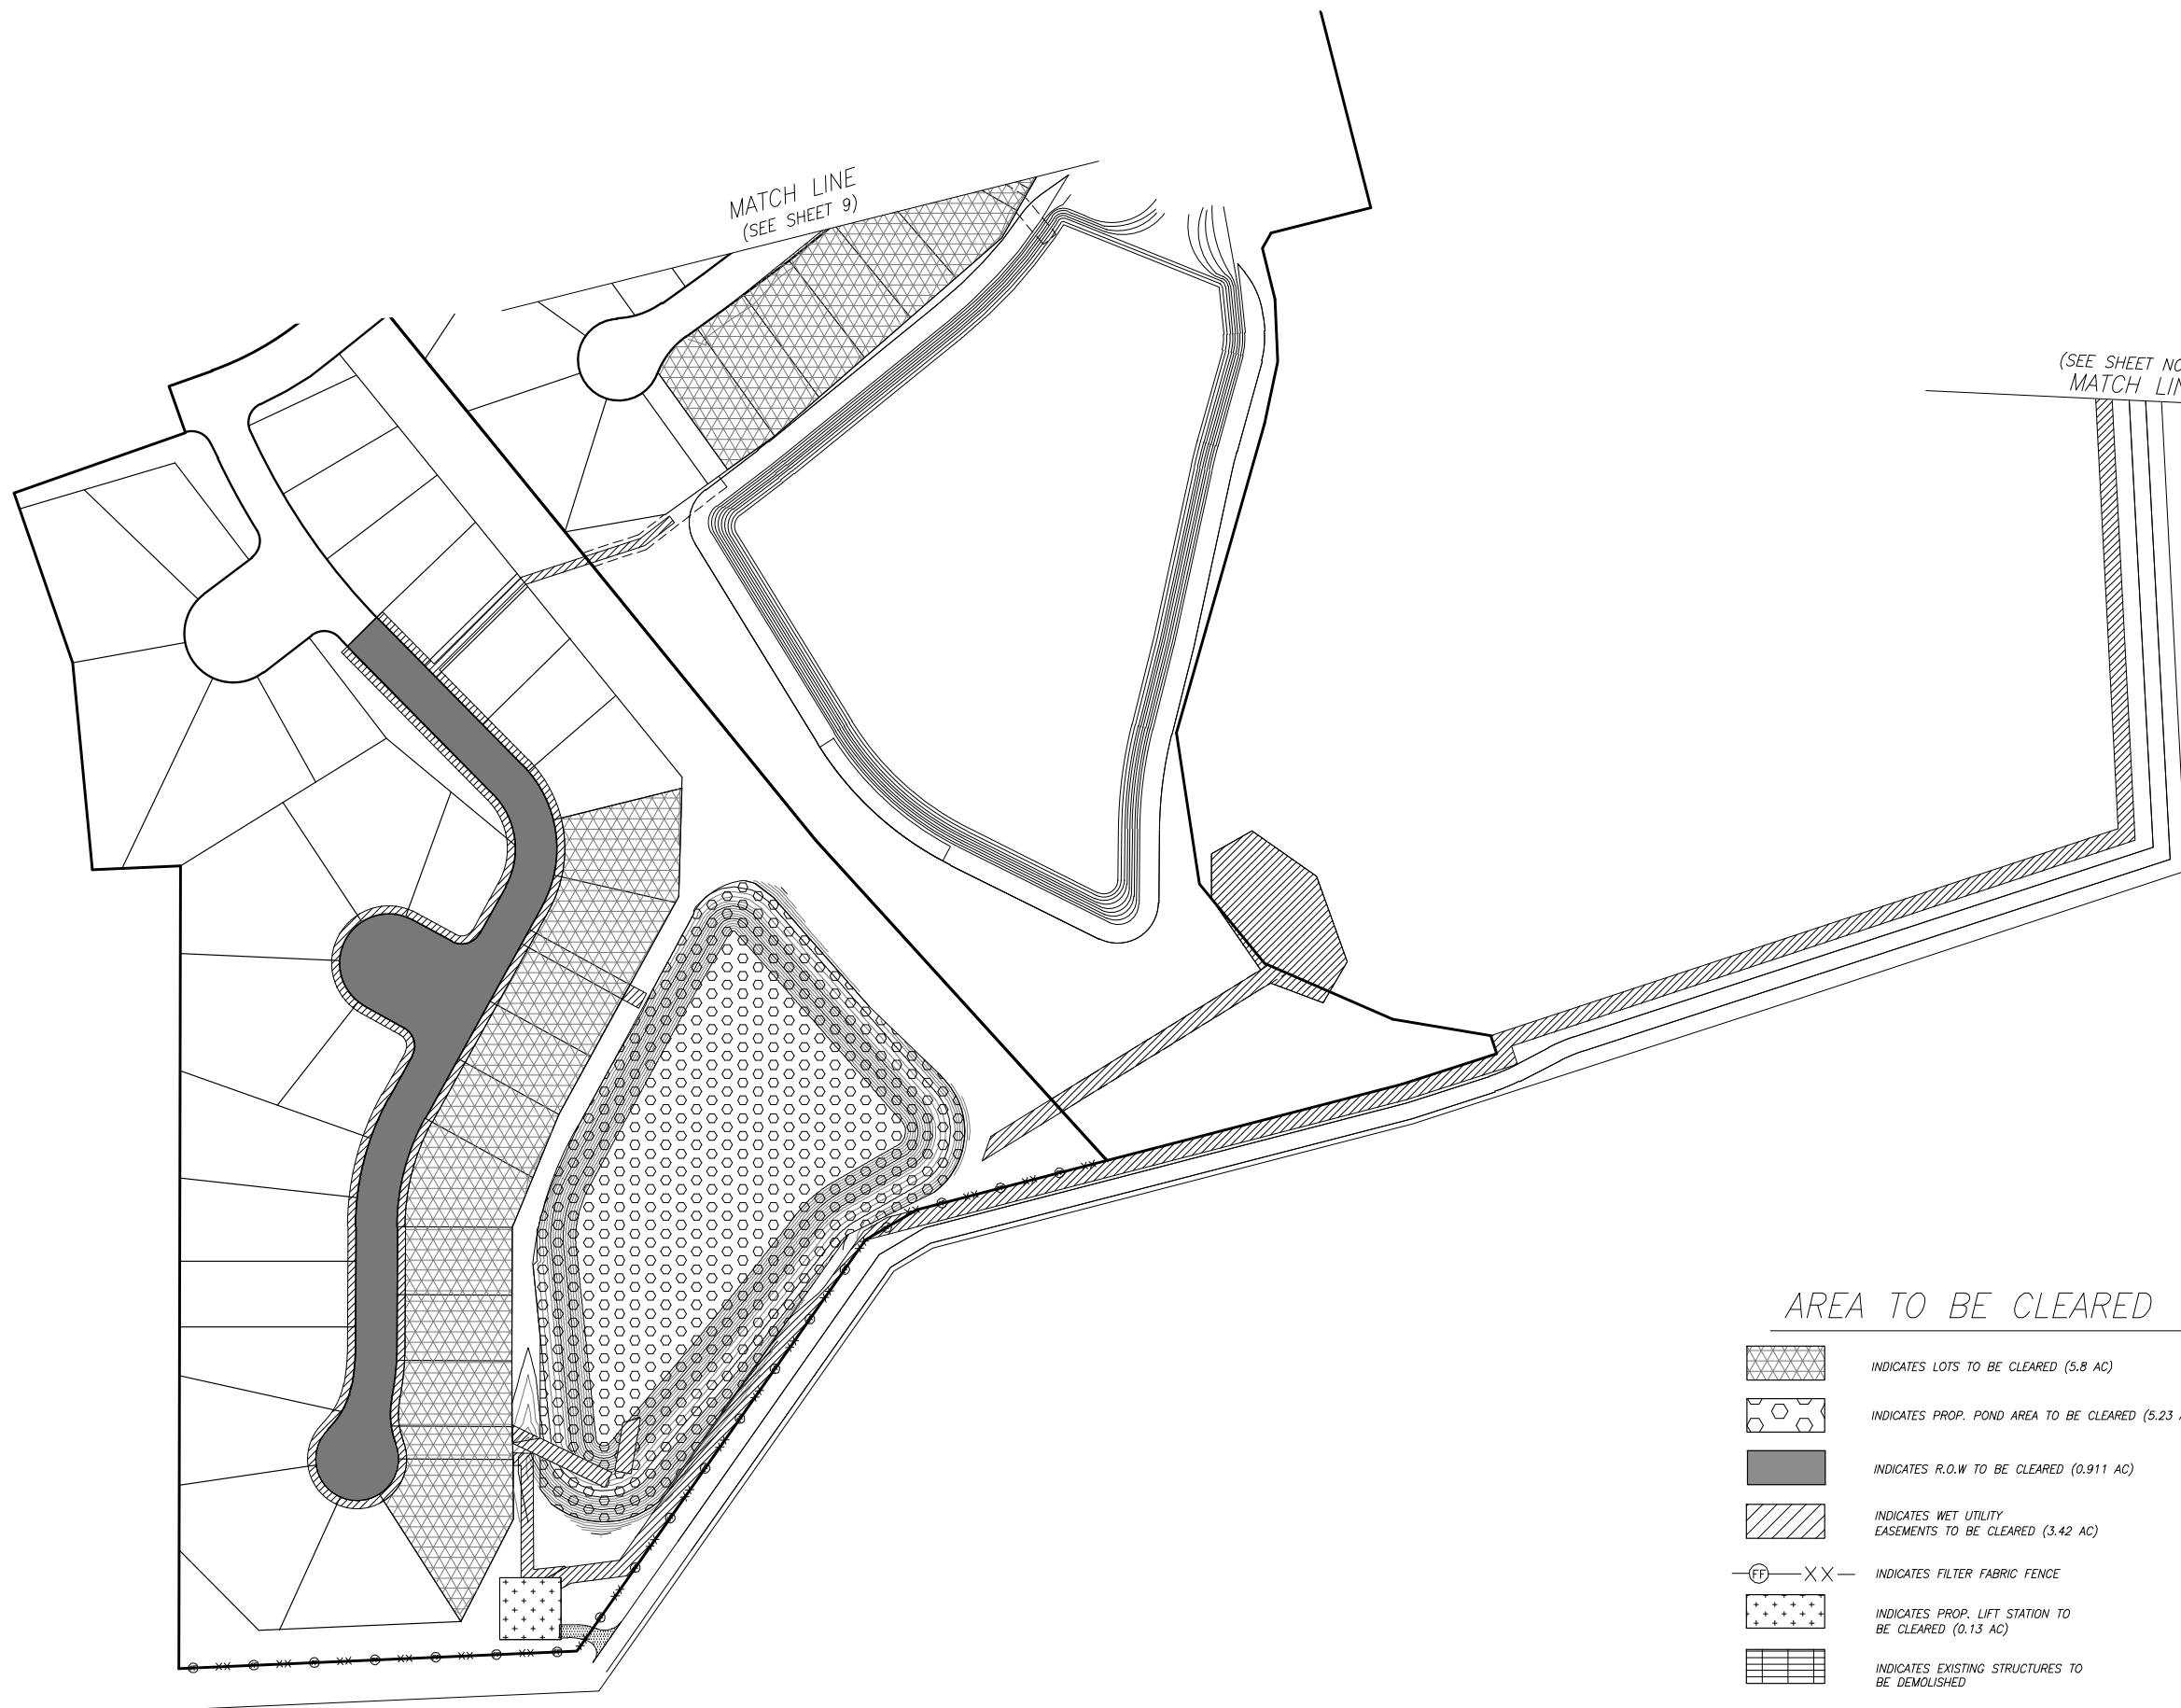 MATCH LINE
(SEE SHEET 9)
(SEE SHEET NO
MATCH LIN
AREA TO BE CLEARED
INDICATES LOTS TO BE CLEARED (5.8 AC)
INDICATES PROP. POND AREA TO BE CLEARED (5.23
INDICATES R.O.W TO BE CLEARED (0.911 AC)
INDICATES WET UTILITY
EASEMENTS TO BE CLEARED (3.42 AC)
FF XX INDICATES FILTER FABRIC FENCE
INDICATES PROP. LIFT STATION TO
BE CLEARED (0.13 AC)
INDICATES EXISTING STRUCTURES TO
BE DEMOLISHED